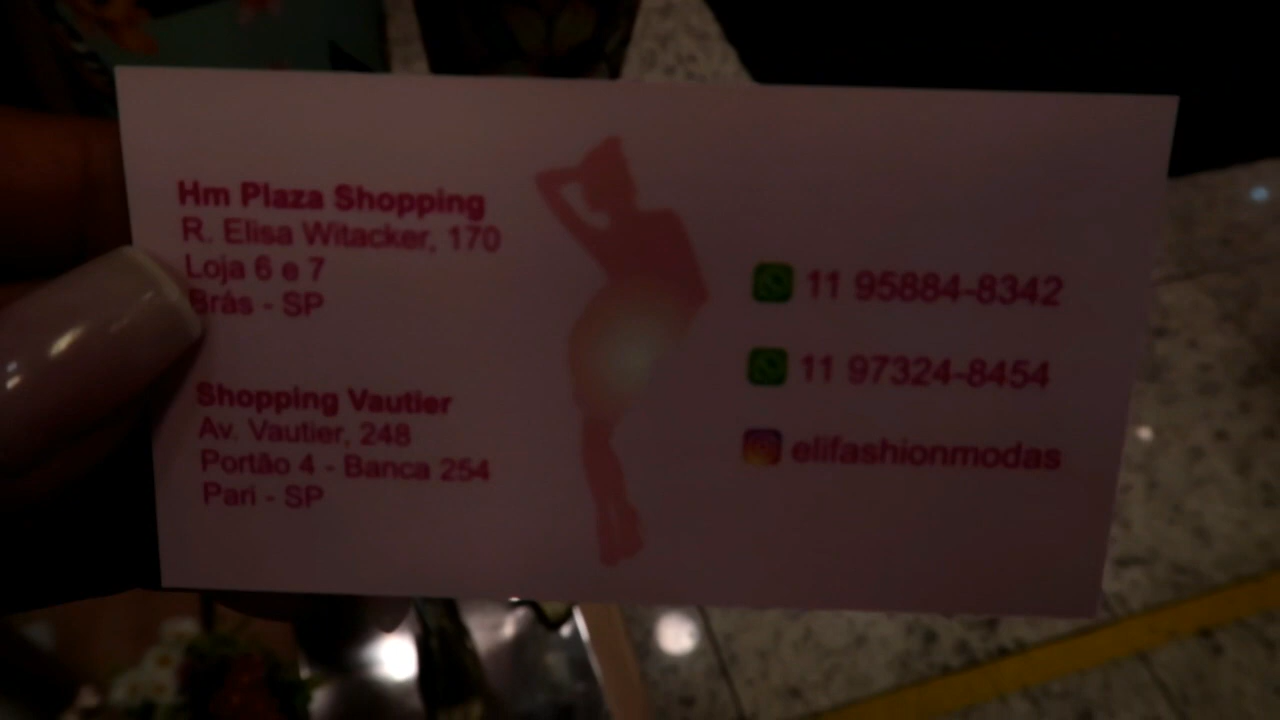 Hm Plaza Shopping
R. Elisa Witacker, 170
Loja 6 e 7
Brás - SP
Shopping Vautier
Av. Vautier, 248
Portão 4 - Banca 254
Pari - SP
11 95884-8342
11 97324-8454
elifashionmodas